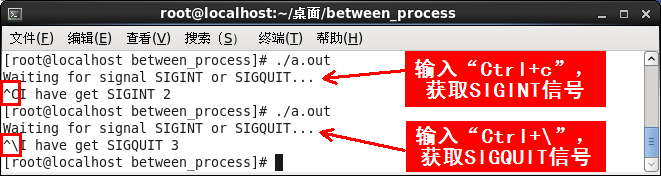 root@localhost:~/桌面/between_process
文件(F) 编辑(E) 查看(V) 搜索（S） 终端(T) 帮助(H)
[root@localhost between_process]# ./a.out
Waiting for signal SIGINT or SIGQUIT...
^CI have get SIGINT 2
[root@localhost between_process]# ./a.out
Waiting for signal SIGINT or SIGQUIT...
^\I have get SIGQUIT 3
[root@localhost between_process]#
输入“Ctrl+c”，
获取SIGINT信号
输入“Ctrl+\”，
获取SIGQUIT信号